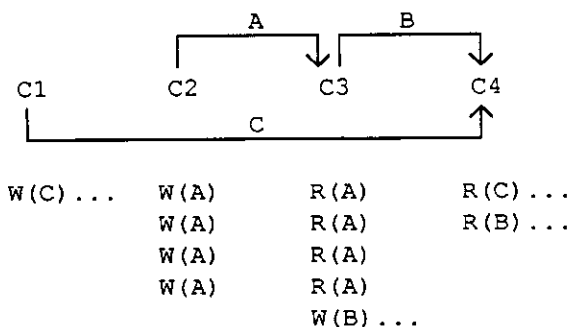 A B
C1 C2 C3 C4
C
W(C)... W(A) R(A) R(C)...
W(A) R(A) R(B)...
W(A) R(A)
W(A) R(A)
W(B)...